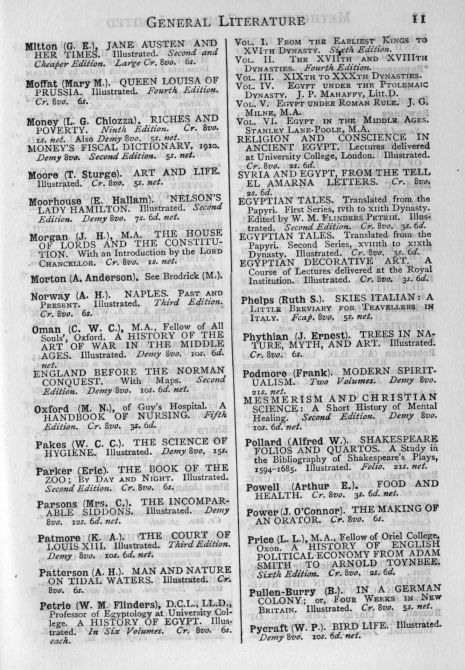 GENERAL LITERATURE 11
Mitton (G. E.). JANE AUSTEN AND
HER TIMES. Illustrated. Second and
Cheaper Edition. Large Cr. 8vo. 6s.
Moffat (Mary M.). QUEEN LOUISA OF
PRUSSIA. Illustrated. Fourth Edition.
Cr. 8vo. 6s.
Money (L. G. Chiozza). RICHES AND
POVERTY. Ninth Edition. Cr. 8vo.
1s. net. Also Demy 8vo. 5s. net.
MONEY'S FISCAL DICTIONARY, 1910.
Demy 8vo. Second Edition. 5s. net.
Moore (T. Sturge). ART AND LIFE.
Illustrated. Cr. 8vo. 5s. net.
Moorhouse (E. Hallam). NELSON'S
LADY HAMILTON. Illustrated. Second
Edition. Demy 8vo. 7s. 6d. net.
Morgan (J. H.), M.A. THE HOUSE
OF LORDS AND THE CONSTITU-
TION. With an Introduction by the LORD
CHANCELLOR. Cr. 8vo. 1s. net.
Morton (A. Anderson). See Brodrick (M.).
Norway (A. H.). NAPLES. PAST AND
PRESENT. Illustrated. Third Edition.
Cr. 8vo. 6s.
Oman (C. W. C.), M.A., Fellow of All
Souls', Oxford. A HISTORY OF THE
ART OF WAR IN THE MIDDLE
AGES. Illustrated. Demy 8vo. 10s. 6d.
net.
ENGLAND BEFORE THE NORMAN
CONQUEST. With Maps. Second
Edition. Demy 8vo. 10s. 6d. net.
Oxford (M. N.), of Guy's Hospital. A
HANDBOOK OF NURSING. Fifth
Edition. Cr. 8vo. 3s. 6d.
Pakes (W. C. C.). THE SCIENCE OF
HYGIENE. Illustrated. Demy 8vo. 15s.
Parker (Eric). THE BOOK OF THE
ZOO; BY DAY AND NIGHT. Illustrated.
Second Edition. Cr. 8vo. 6s.
Parsons (Mrs. C.). THE INCOMPAR-
ABLE SIDDONS. Illustrated. Demy
8vo. 12s. 6d. net.
Patmore (K. A.). THE COURT OF
LOUIS XIII. Illustrated. Third Edition.
Demy 8vo. 10s. 6d. net.
Patterson (A. H.). MAN AND NATURE
ON TIDAL WATERS. Illustrated. Cr.
8vo. 6s.
Petrie (W. M. Flinders), D.C.L., LL.D.,
Professor of Egyptology at University Col-
lege. A HISTORY OF EGYPT. Illus-
trated. In Six Volumes. Cr. 8vo. 6s.
each.
VOL. I. FROM THE EARLIEST KINGS TO
XVITH DYNASTY. Sixth Edition.
VOL. II. THE XVIITH AND XVIIITH
DYNASTIES. Fourth Edition.
VOL. III. XIXTH TO XXXTH DYNASTIES.
VOL. IV. EGYPT UNDER THE PTOLEMAIC
DYNASTY. J. P. MAHAFFY, Litt.D.
VOL. V. EGYPT UNDER ROMAN RULE. J. G.
MILNE, M.A.
VOL. VI. EGYPT IN THE MIDDLE AGES.
STANLEY LANE-POOLE, M.A.
RELIGION AND CONSCIENCE IN
ANCIENT EGYPT. Lectures delivered
at University College, London. Illustrated.
Cr. 8vo. 2s. 6d.
SYRIA AND EGYPT, FROM THE TELL
EL AMARNA LETTERS. Cr. 8vo.
2s. 6d.
EGYPTIAN TALES. Translated from the
Papyri. First Series, IVth to XIIth Dynasty.
Edited by W. M. FLINDERS PETRIE. Illus-
trated. Second Edition. Cr. 8vo. 3s. 6d.
EGYPTIAN TALES. Translated from the
Papyri. Second Series, XVIIIth to XIXth
Dynasty. Illustrated. Cr. 8vo. 3s. 6d.
EGYPTIAN DECORATIVE ART. A
Course of Lectures delivered at the Royal
Institution. Illustrated. Cr. 8vo. 3s. 6d.
Phelps (Ruth S.). SKIES ITALIAN: A
LITTLE BREVIARY FOR TRAVELLERS IN
ITALY. Fcap. 8vo. 5s. net.
Phythian (J. Ernest). TREES IN NA-
TURE, MYTH, AND ART. Illustrated.
Cr. 8vo. 6s.
Podmore (Frank). MODERN SPIRIT-
UALISM. Two Volumes. Demy 8vo.
21s. net.
MESMERISM AND CHRISTIAN
SCIENCE: A Short History of Mental
Healing. Second Edition. Demy 8vo.
10s. 6d. net.
Pollard (Alfred W.). SHAKESPEARE
FOLIOS AND QUARTOS. A Study in
the Bibliography of Shakespeare's Plays,
1594-1685. Illustrated. Folio. 21s. net.
Powell (Arthur E.). FOOD AND
HEALTH. Cr. 8vo. 3s. 6d. net.
Power (J. O'Connor). THE MAKING OF
AN ORATOR. Cr. 8vo. 6s.
Price (L. L.), M.A., Fellow of Oriel College,
Oxon. A HISTORY OF ENGLISH
POLITICAL ECONOMY FROM ADAM
SMITH TO ARNOLD TOYNBEE.
Sixth Edition. Cr. 8vo. 2s. 6d.
Pullen-Burry (B.). IN A GERMAN
COLONY; or, FOUR WEEKS IN NEW
BRITAIN. Illustrated. Cr. 8vo. 5s. net.
Pycraft (W. P.). BIRD LIFE. Illustrated.
Demy 8vo. 10s. 6d. net.